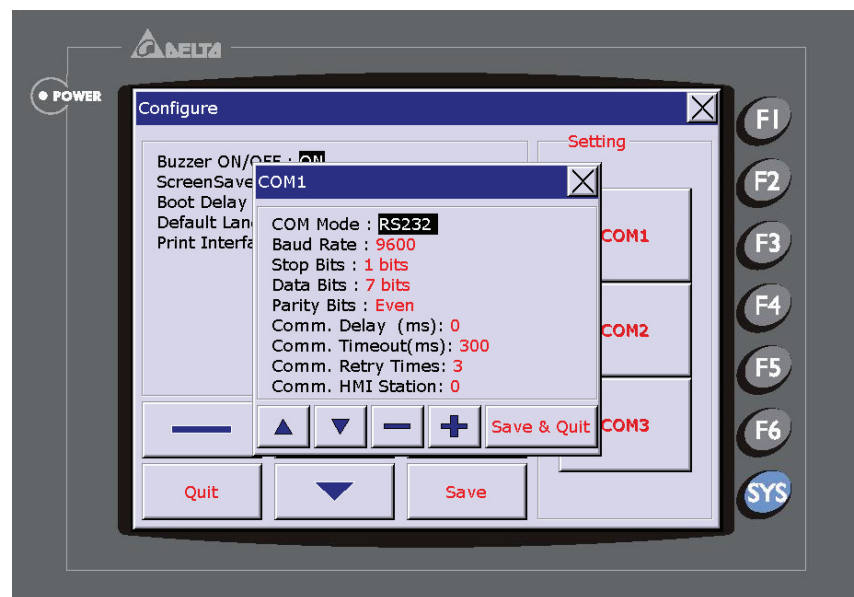 DELTA
POWER
Configure
Setting
Buzzer ON/OFF : ON
ScreenSave
Boot Delay
Default Lan
Print Interfa
COM1
COM Mode : RS232
Baud Rate : 9600
Stop Bits : 1 bits
Data Bits : 7 bits
Parity Bits : Even
Comm. Delay (ms): 0
Comm. Timeout(ms): 300
Comm. Retry Times: 3
Comm. HMI Station: 0
Save & Quit
COM1
COM2
COM3
Quit
Save
F1
F2
F3
F4
F5
F6
SYS